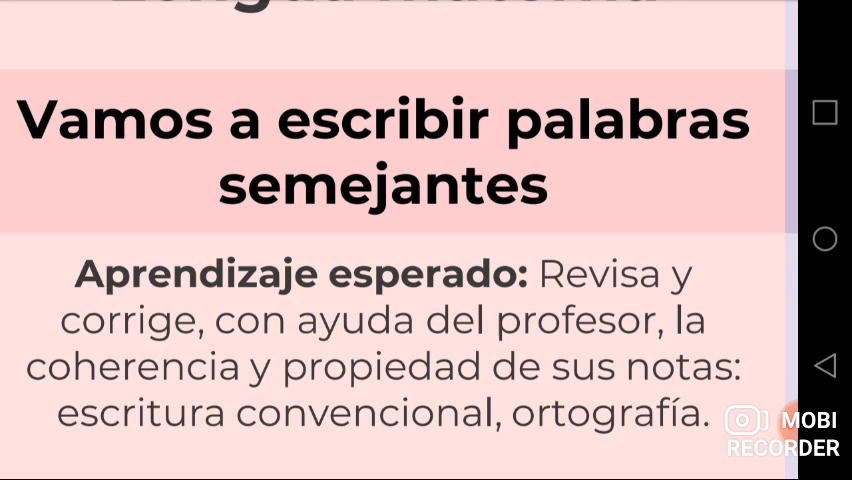 Vamos a escribir palabras
semejantes
Aprendizaje esperado: Revisa y
corrige, con ayuda del profesor, la
coherencia y propiedad de sus notas:
escritura convencional, ortografía.
MOBI
RECORDER